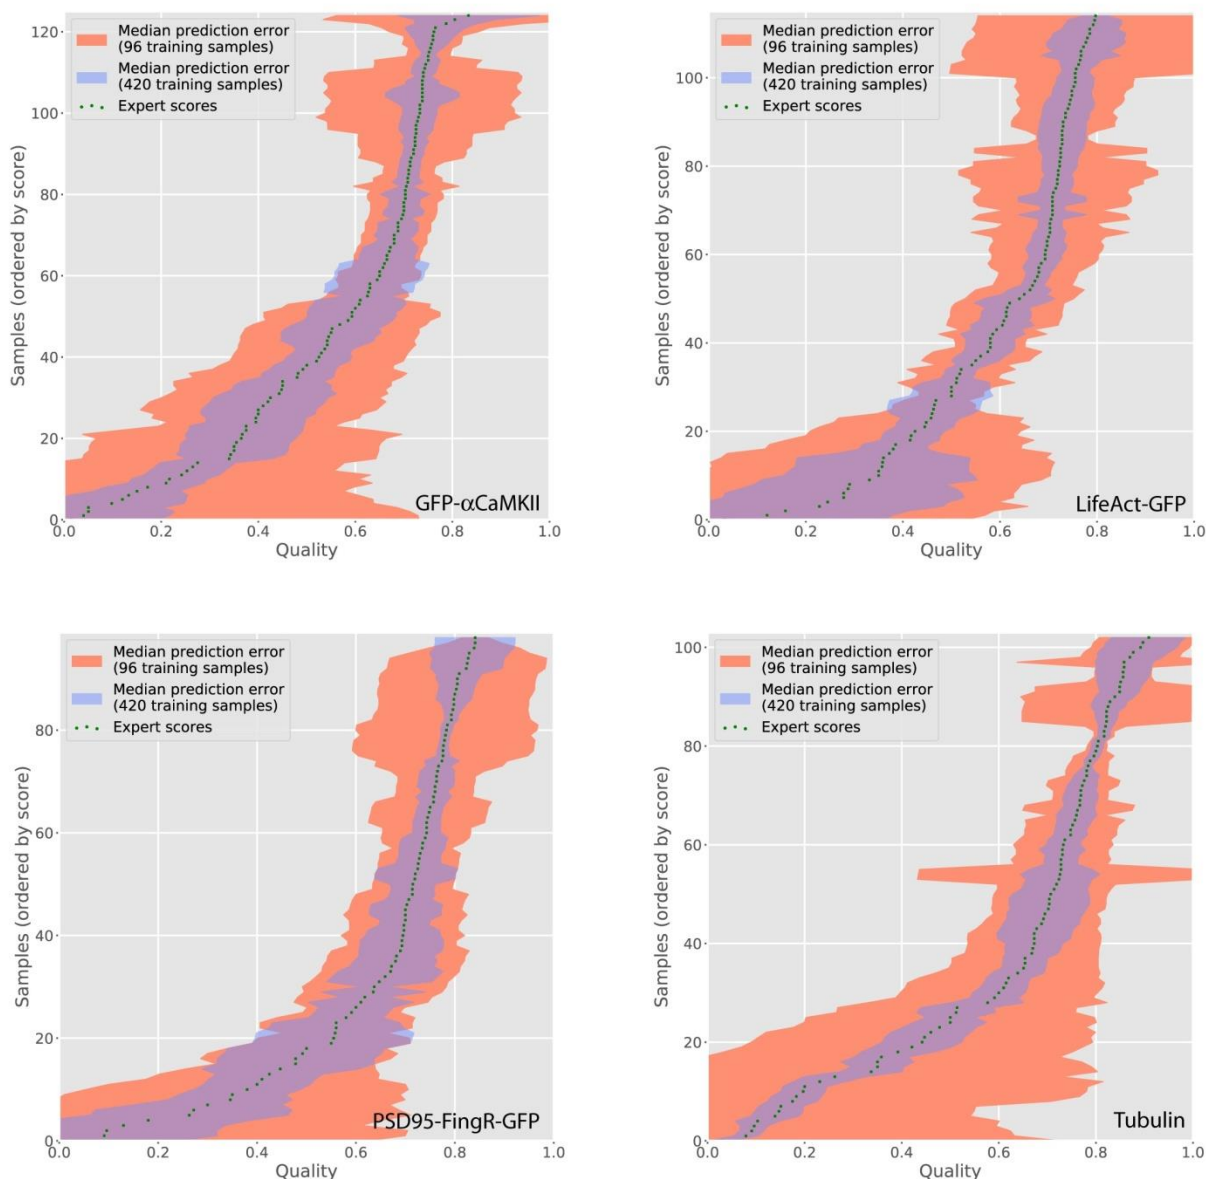 Median prediction error
(96 training samples)
Median prediction error
(420 training samples)
Expert scores
Samples (ordered by score)
120
100
80
60
40
20
0
0.0 0.2 0.4 0.6 0.8 1.0
Quality
GFP-αCaMKII
Median prediction error
(96 training samples)
Median prediction error
(420 training samples)
Expert scores
Samples (ordered by score)
100
80
60
40
20
0
0.0 0.2 0.4 0.6 0.8 1.0
Quality
LifeAct-GFP
Median prediction error
(96 training samples)
Median prediction error
(420 training samples)
Expert scores
Samples (ordered by score)
80
60
40
20
0
0.0 0.2 0.4 0.6 0.8 1.0
Quality
PSD95-FingR-GFP
Median prediction error
(96 training samples)
Median prediction error
(420 training samples)
Expert scores
Samples (ordered by score)
100
80
60
40
20
0
0.0 0.2 0.4 0.6 0.8 1.0
Quality
Tubulin